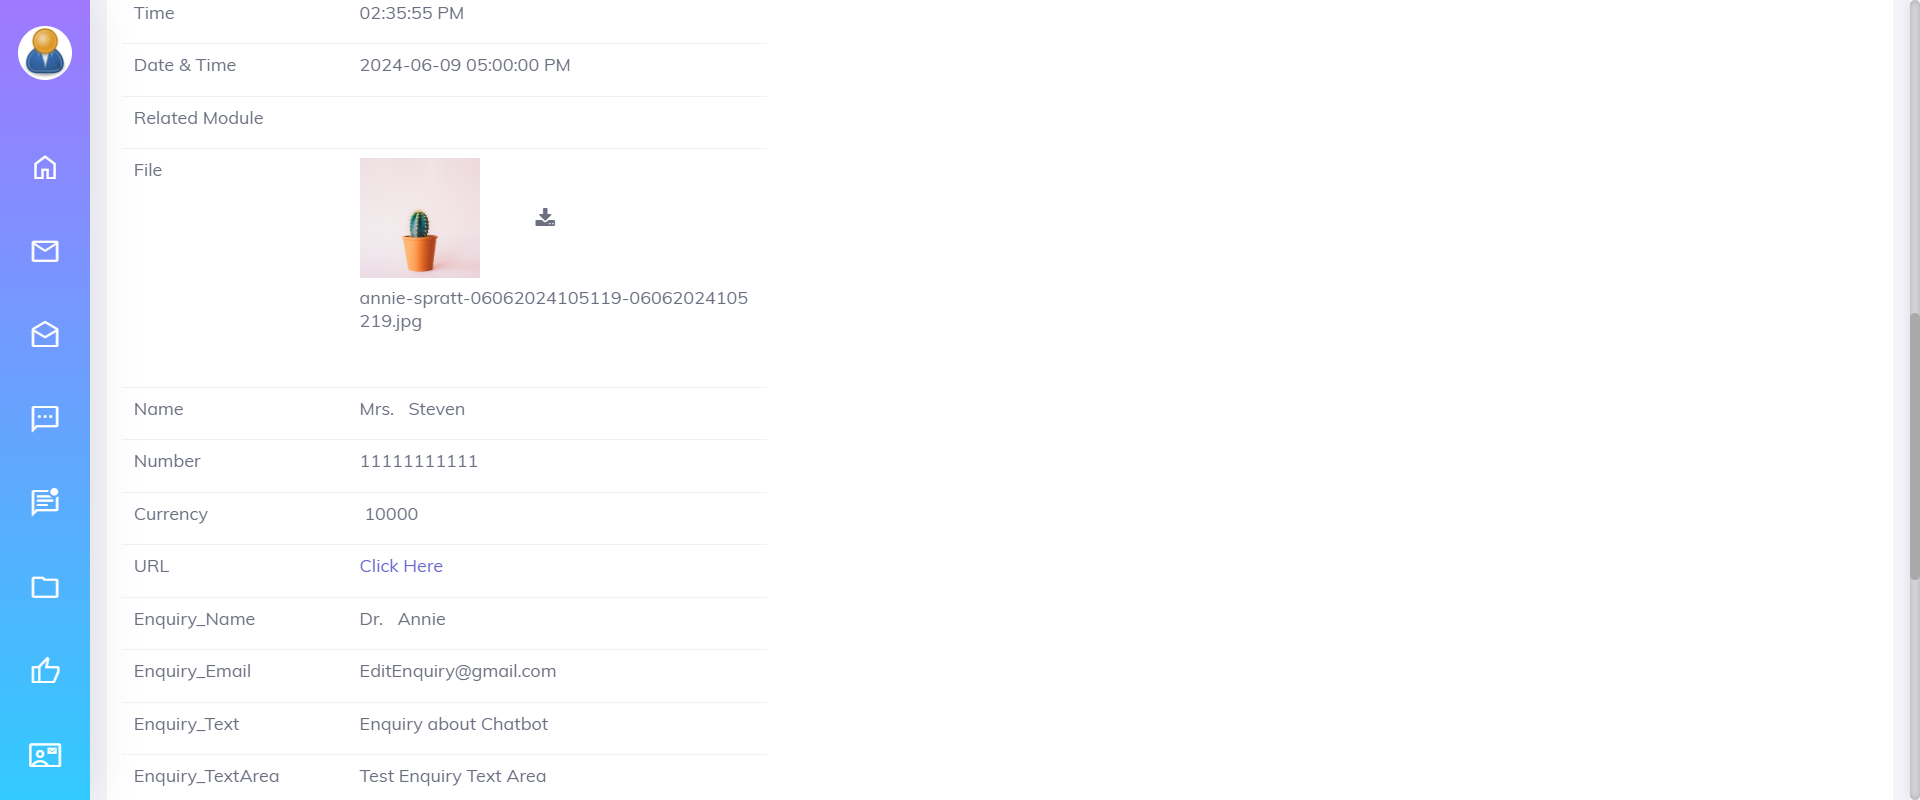 Time 02:35:55 PM
Date & Time 2024-06-09 05:00:00 PM
Related Module
File
annie-spratt-06062024105119-06062024105
219.jpg
Name Mrs. Steven
Number 11111111111
Currency 10000
URL Click Here
Enquiry_Name Dr. Annie
Enquiry_Email EditEnquiry@gmail.com
Enquiry_Text Enquiry about Chatbot
Enquiry_TextArea Test Enquiry Text Area